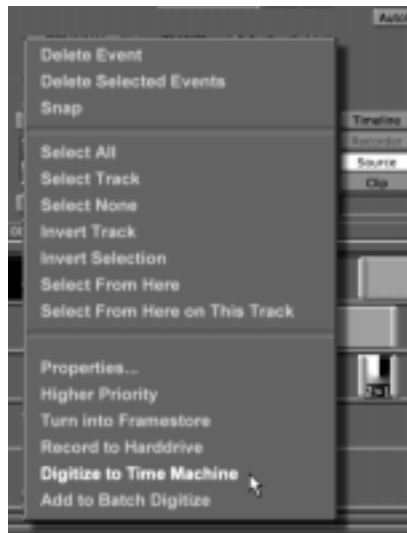 Auto
Delete Event
Delete Selected Events
Snap
Timeline
Recorder
Source
Clip
Select All
Select Track
Select None
Invert Track
Invert Selection
Select From Here
Select From Here on This Track
Properties...
Higher Priority
Turn into Framestore
Record to Harddrive
Digitize to Time Machine
Add to Batch Digitize